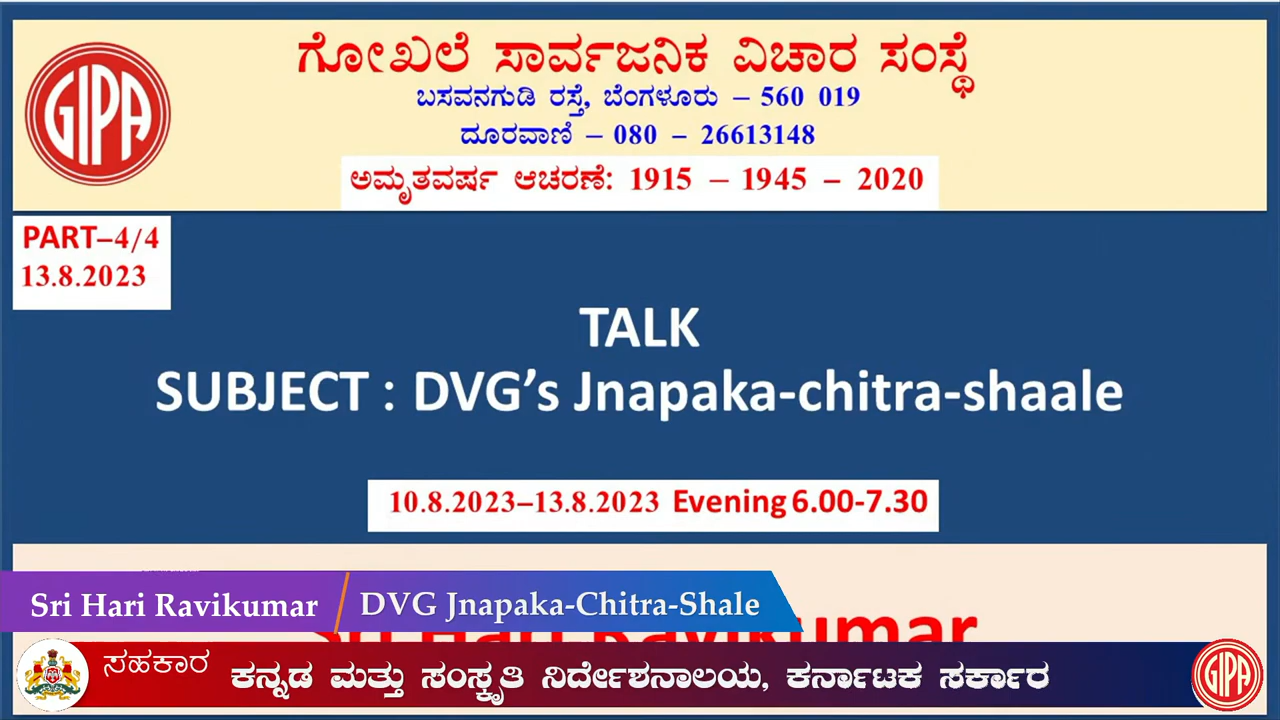 ಗೋಖಲೆ ಸಾರ್ವಜನಿಕ ವಿಚಾರ ಸಂಸ್ಥೆ
GIPA
ಬಸವನಗುಡಿ ರಸ್ತೆ, ಬೆಂಗಳೂರು – 560 019
ದೂರವಾಣಿ – 080 – 26613148
ಅಮೃತವರ್ಷ ಆಚರಣೆ: 1915 – 1945 – 2020
PART–4/4
13.8.2023
TALK
SUBJECT : DVG's Jnapaka-chitra-shaale
10.8.2023–13.8.2023 Evening 6.00-7.30
Sri Hari Ravikumar
Sri Hari Ravikumar DVG Jnapaka-Chitra-Shale
ಸಹಕಾರ ಕನ್ನಡ ಮತ್ತು ಸಂಸ್ಕೃತಿ ನಿರ್ದೇಶನಾಲಯ, ಕರ್ನಾಟಕ ಸರ್ಕಾರ
GIPA